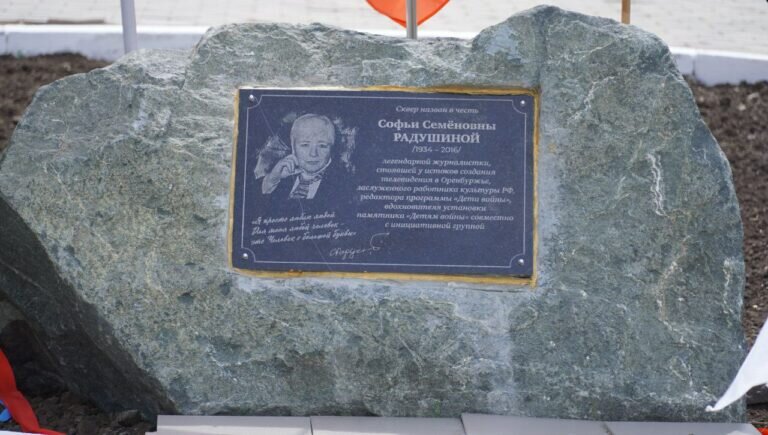 Сквер назван в честь
Софьи Семёновны
РАДУШИНОЙ
/1934 - 2016/
легендарной журналистки,
стоявшей у истоков создания
телевидения в Оренбуржье,
заслуженного работника культуры РФ,
редактора программы «Дети войны»,
вдохновителя установки
памятника «Детям войны» совместно
с инициативной группой
«Я просто люблю людей
Для меня любой человек -
это Человек с большой буквы»